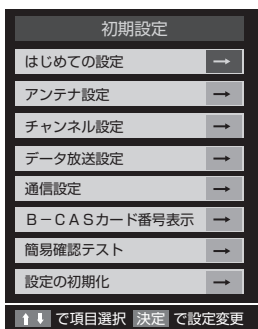 初期設定
はじめての設定 →
アンテナ設定 →
チャンネル設定 →
データ放送設定 →
通信設定 →
Ｂ－ＣＡＳカード番号表示 →
簡易確認テスト →
設定の初期化 →
⬆⬇ で項目選択 決定 で設定変更